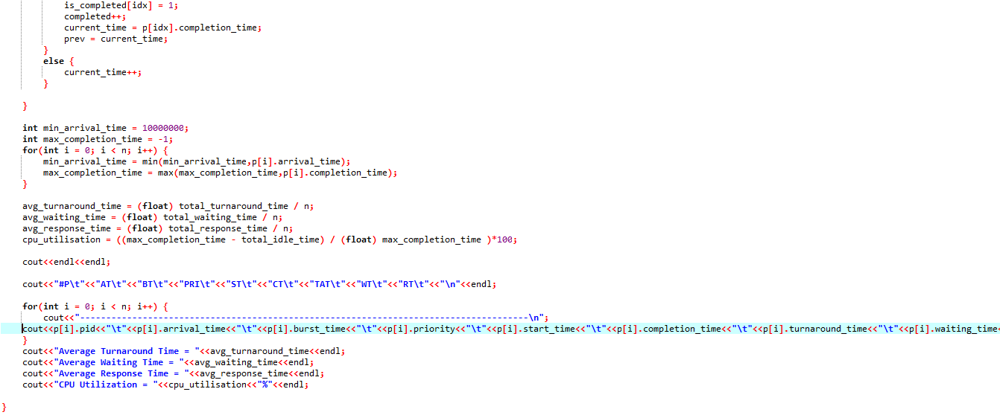 is_completed[idx] = 1;
completed++;
current_time = p[idx].completion_time;
prev = current_time;
}
else {
current_time++;
}
}
int min_arrival_time = 10000000;
int max_completion_time = -1;
for(int i = 0; i < n; i++) {
min_arrival_time = min(min_arrival_time,p[i].arrival_time);
max_completion_time = max(max_completion_time,p[i].completion_time);
}
avg_turnaround_time = (float) total_turnaround_time / n;
avg_waiting_time = (float) total_waiting_time / n;
avg_response_time = (float) total_response_time / n;
cpu_utilisation = ((max_completion_time - total_idle_time) / (float) max_completion_time )*100;
cout<<endl<<endl;
cout<<"#P\t"<<"AT\t"<<"BT\t"<<"PRI\t"<<"ST\t"<<"CT\t"<<"TAT\t"<<"WT\t"<<"RT\t"<<"\n"<<endl;
for(int i = 0; i < n; i++) {
cout<<"--------------------------------------------------------------------------------------\n";
cout<<p[i].pid<<"\t"<<p[i].arrival_time<<"\t"<<p[i].burst_time<<"\t"<<p[i].priority<<"\t"<<p[i].start_time<<"\t"<<p[i].completion_time<<"\t"<<p[i].turnaround_time<<"\t"<<p[i].waiting_time<
}
cout<<"Average Turnaround Time = "<<avg_turnaround_time<<endl;
cout<<"Average Waiting Time = "<<avg_waiting_time<<endl;
cout<<"Average Response Time = "<<avg_response_time<<endl;
cout<<"CPU Utilization = "<<cpu_utilisation<<"%"<<endl;
}